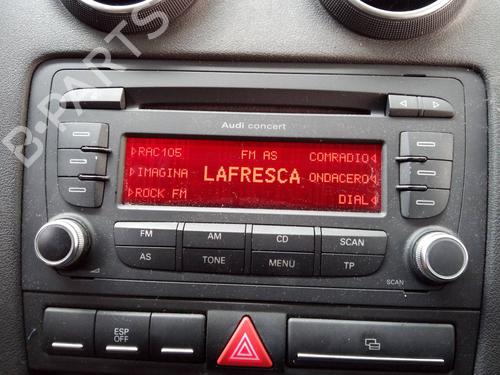 Audi concert
RAC105 FM AS COMRADIO
IMAGINA LAFRESCA ONDACERO
ROCK FM DIAL
FM AM CD SCAN
AS TONE MENU TP
SCAN
ESP
OFF
B-PARTS